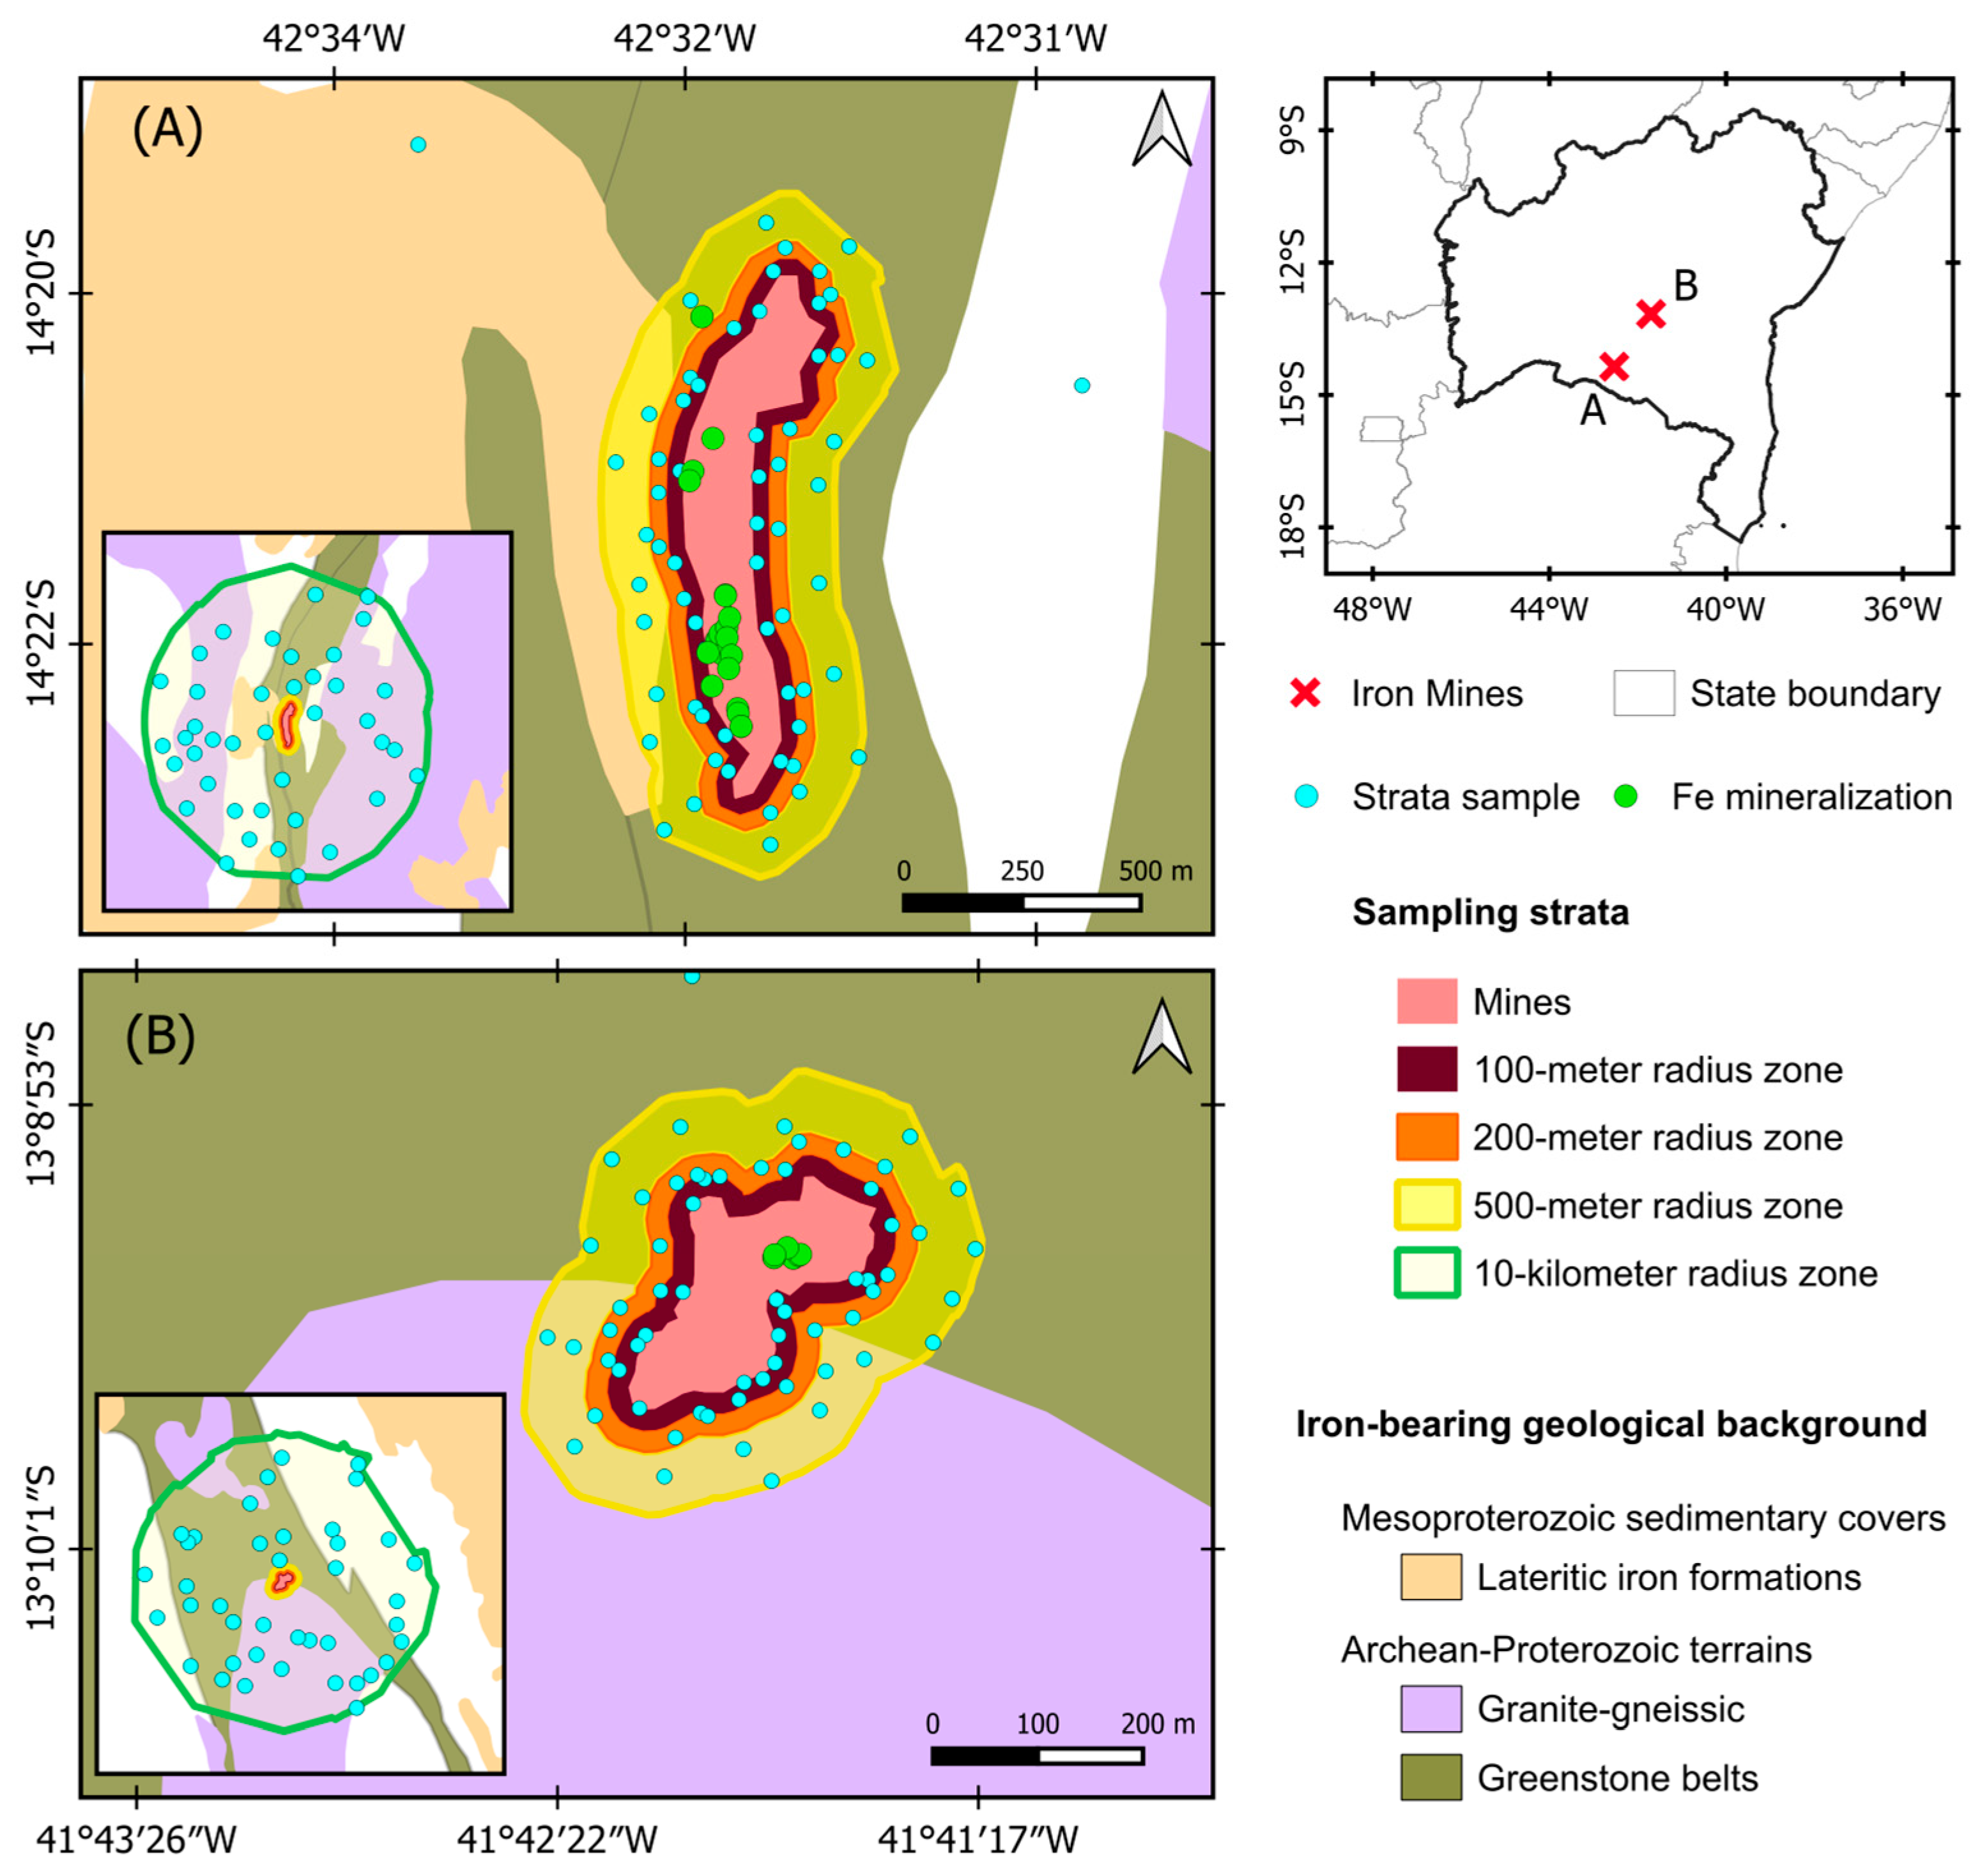 42°34′W 42°32′W 42°31′W
(A)
14°20′S
14°22′S
0 250 500 m
(B)
13°8′53″S
13°10′1″S
0 100 200 m
41°43′26″W 41°42′22″W 41°41′17″W
9°S
12°S
15°S
18°S
B
A
48°W 44°W 40°W 36°W
Iron Mines State boundary
Strata sample Fe mineralization
Sampling strata
Mines
100-meter radius zone
200-meter radius zone
500-meter radius zone
10-kilometer radius zone
Iron-bearing geological background
Mesoproterozoic sedimentary covers
Lateritic iron formations
Archean-Proterozoic terrains
Granite-gneissic
Greenstone belts